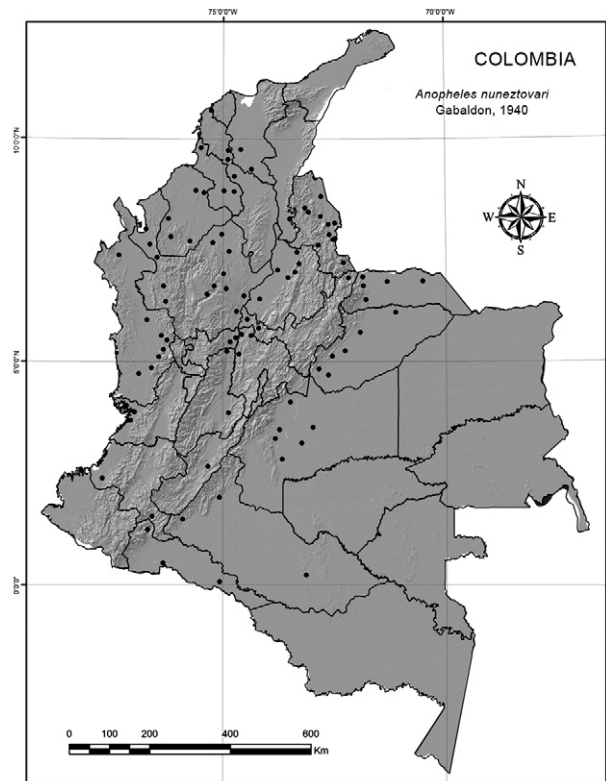 75°0'0"W 70°0'0"W
COLOMBIA
Anopheles nuneztovari
Gabaldon, 1940
10°0'0"N
N
W E
S
5°0'0"N
0°0'0"
0 100 200 400 600
Km